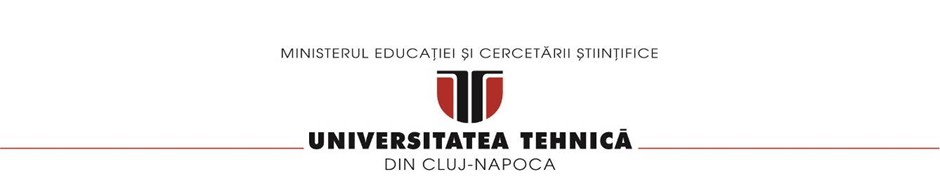 MINISTERUL EDUCAȚIEI ȘI CERCETĂRII ȘTIINȚIFICE
UNIVERSITATEA TEHNICĂ
DIN CLUJ-NAPOCA